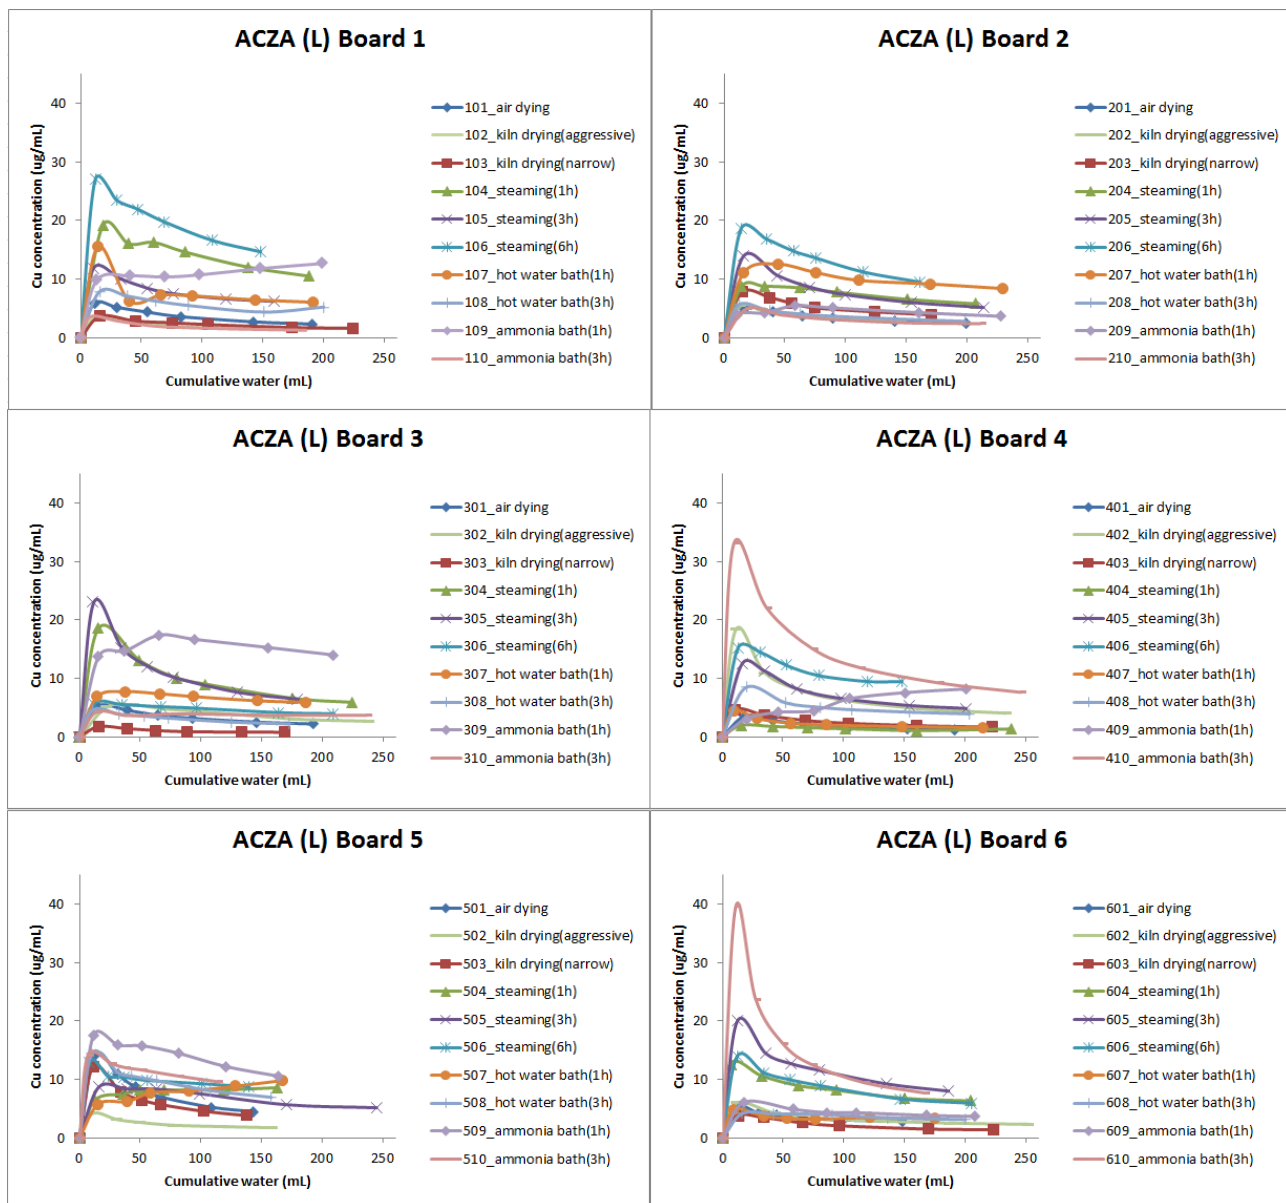 ACZA (L) Board 1
Cu concentration (ug/mL)
40
30
20
10
0
0 50 100 150 200 250
Cumulative water (mL)
101_air dying
102_kiln drying(aggressive)
103_kiln drying(narrow)
104_steaming(1h)
105_steaming(3h)
106_steaming(6h)
107_hot water bath(1h)
108_hot water bath(3h)
109_ammonia bath(1h)
110_ammonia bath(3h)
ACZA (L) Board 2
Cu concentration (ug/mL)
40
30
20
10
0
0 50 100 150 200 250
Cumulative water (mL)
201_air dying
202_kiln drying(aggressive)
203_kiln drying(narrow)
204_steaming(1h)
205_steaming(3h)
206_steaming(6h)
207_hot water bath(1h)
208_hot water bath(3h)
209_ammonia bath(1h)
210_ammonia bath(3h)
ACZA (L) Board 3
Cu concentration (ug/mL)
40
30
20
10
0
0 50 100 150 200 250
Cumulative water (mL)
301_air dying
302_kiln drying(aggressive)
303_kiln drying(narrow)
304_steaming(1h)
305_steaming(3h)
306_steaming(6h)
307_hot water bath(1h)
308_hot water bath(3h)
309_ammonia bath(1h)
310_ammonia bath(3h)
ACZA (L) Board 4
Cu concentration (ug/mL)
40
30
20
10
0
0 50 100 150 200 250
Cumulative water (mL)
401_air dying
402_kiln drying(aggressive)
403_kiln drying(narrow)
404_steaming(1h)
405_steaming(3h)
406_steaming(6h)
407_hot water bath(1h)
408_hot water bath(3h)
409_ammonia bath(1h)
410_ammonia bath(3h)
ACZA (L) Board 5
Cu concentration (ug/mL)
40
30
20
10
0
0 50 100 150 200 250
Cumulative water (mL)
501_air dying
502_kiln drying(aggressive)
503_kiln drying(narrow)
504_steaming(1h)
505_steaming(3h)
506_steaming(6h)
507_hot water bath(1h)
508_hot water bath(3h)
509_ammonia bath(1h)
510_ammonia bath(3h)
ACZA (L) Board 6
Cu concentration (ug/mL)
40
30
20
10
0
0 50 100 150 200 250
Cumulative water (mL)
601_air dying
602_kiln drying(aggressive)
603_kiln drying(narrow)
604_steaming(1h)
605_steaming(3h)
606_steaming(6h)
607_hot water bath(1h)
608_hot water bath(3h)
609_ammonia bath(1h)
610_ammonia bath(3h)